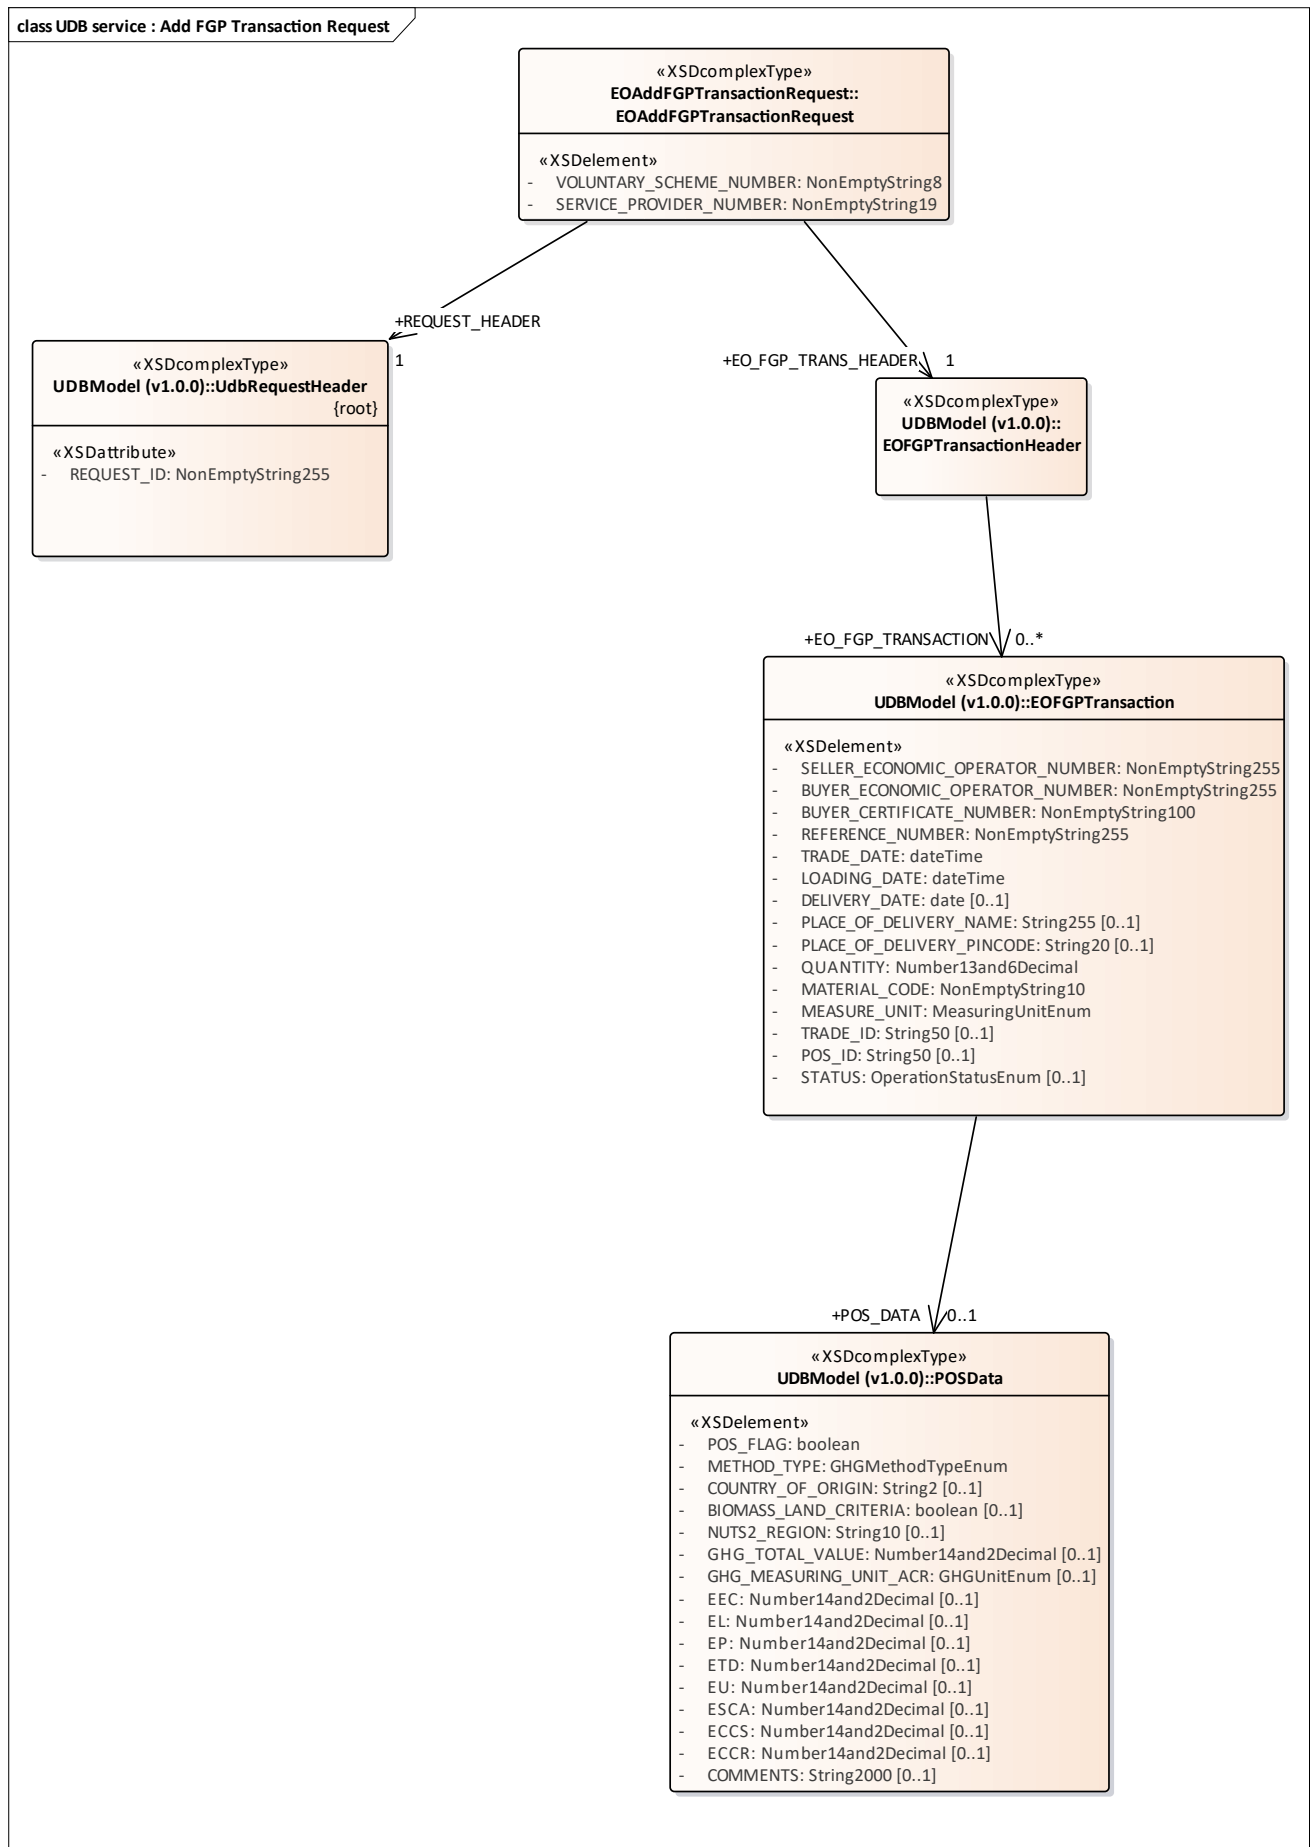 class UDB service : Add FGP Transaction Request
«XSDcomplexType»
EOAddFGPTransactionRequest::
EOAddFGPTransactionRequest
«XSDelement»
- VOLUNTARY_SCHEME_NUMBER: NonEmptyString8
- SERVICE_PROVIDER_NUMBER: NonEmptyString19
+REQUEST_HEADER
1
«XSDcomplexType»
UDBModel (v1.0.0)::UdbRequestHeader
{root}
«XSDattribute»
- REQUEST_ID: NonEmptyString255
+EO_FGP_TRANS_HEADER
1
«XSDcomplexType»
UDBModel (v1.0.0)::
EOFGPTransactionHeader
+EO_FGP_TRANSACTION
0..*
«XSDcomplexType»
UDBModel (v1.0.0)::EOFGPTransaction
«XSDelement»
- SELLER_ECONOMIC_OPERATOR_NUMBER: NonEmptyString255
- BUYER_ECONOMIC_OPERATOR_NUMBER: NonEmptyString255
- BUYER_CERTIFICATE_NUMBER: NonEmptyString100
- REFERENCE_NUMBER: NonEmptyString255
- TRADE_DATE: dateTime
- LOADING_DATE: dateTime
- DELIVERY_DATE: date [0..1]
- PLACE_OF_DELIVERY_NAME: String255 [0..1]
- PLACE_OF_DELIVERY_PINCODE: String20 [0..1]
- QUANTITY: Number13and6Decimal
- MATERIAL_CODE: NonEmptyString10
- MEASURE_UNIT: MeasuringUnitEnum
- TRADE_ID: String50 [0..1]
- POS_ID: String50 [0..1]
- STATUS: OperationStatusEnum [0..1]
+POS_DATA
0..1
«XSDcomplexType»
UDBModel (v1.0.0)::POSData
«XSDelement»
- POS_FLAG: boolean
- METHOD_TYPE: GHGMethodTypeEnum
- COUNTRY_OF_ORIGIN: String2 [0..1]
- BIOMASS_LAND_CRITERIA: boolean [0..1]
- NUTS2_REGION: String10 [0..1]
- GHG_TOTAL_VALUE: Number14and2Decimal [0..1]
- GHG_MEASURING_UNIT_ACR: GHGUnitEnum [0..1]
- EEC: Number14and2Decimal [0..1]
- EL: Number14and2Decimal [0..1]
- EP: Number14and2Decimal [0..1]
- ETD: Number14and2Decimal [0..1]
- EU: Number14and2Decimal [0..1]
- ESCA: Number14and2Decimal [0..1]
- ECCS: Number14and2Decimal [0..1]
- ECCR: Number14and2Decimal [0..1]
- COMMENTS: String2000 [0..1]